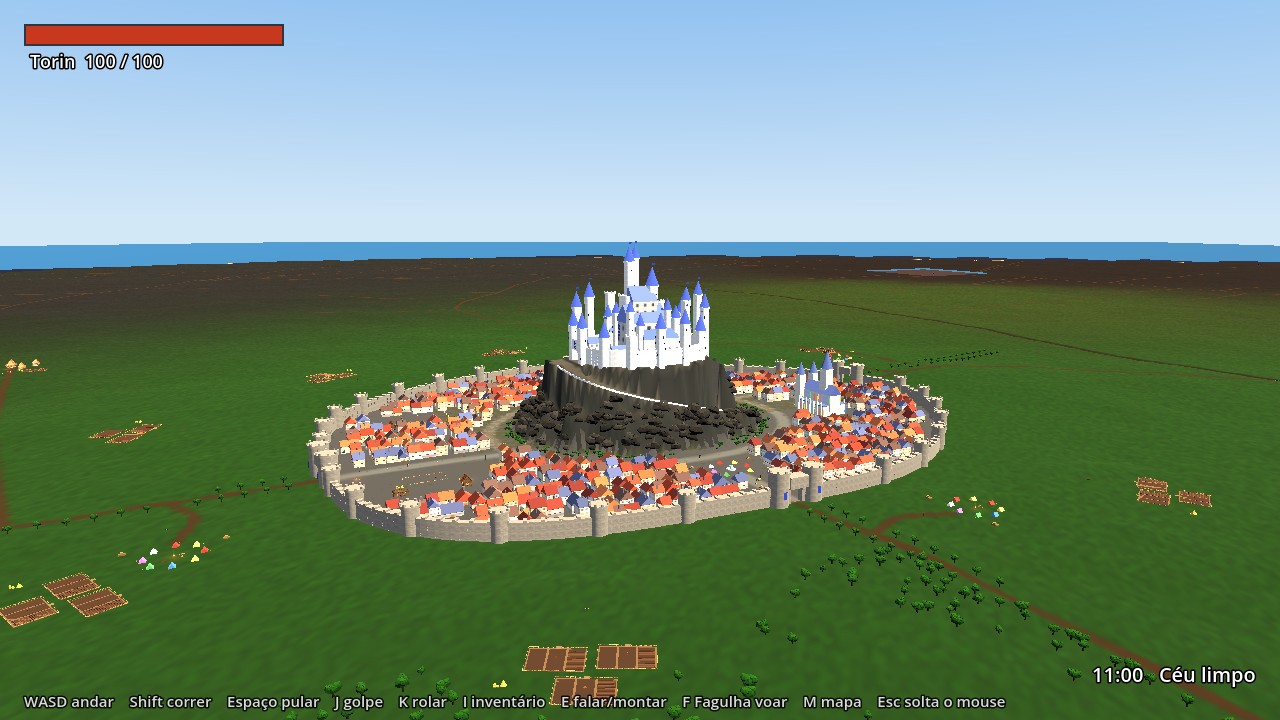 Torin 100 / 100
11:00 Céu limpo
WASD andar Shift correr Espaço pular J golpe K rolar I inventário E falar/montar F Fagulha voar M mapa Esc solta o mouse